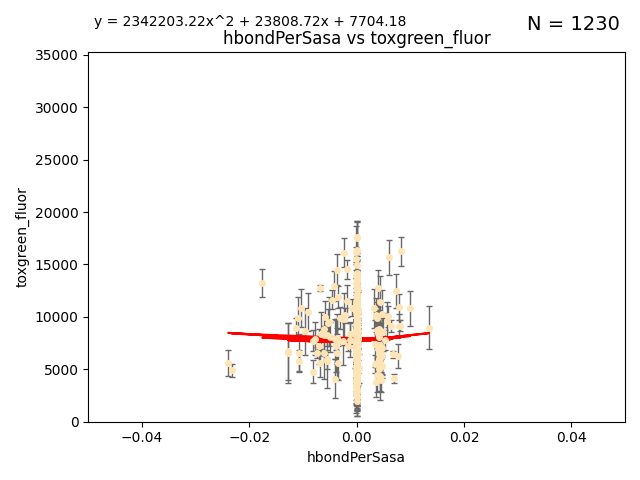 y = 2342203.22x^2 + 23808.72x + 7704.18
N = 1230
hbondPerSasa vs toxgreen_fluor
35000
30000
25000
20000
15000
10000
5000
0
toxgreen_fluor
−0.04
−0.02
0.00
0.02
0.04
hbondPerSasa